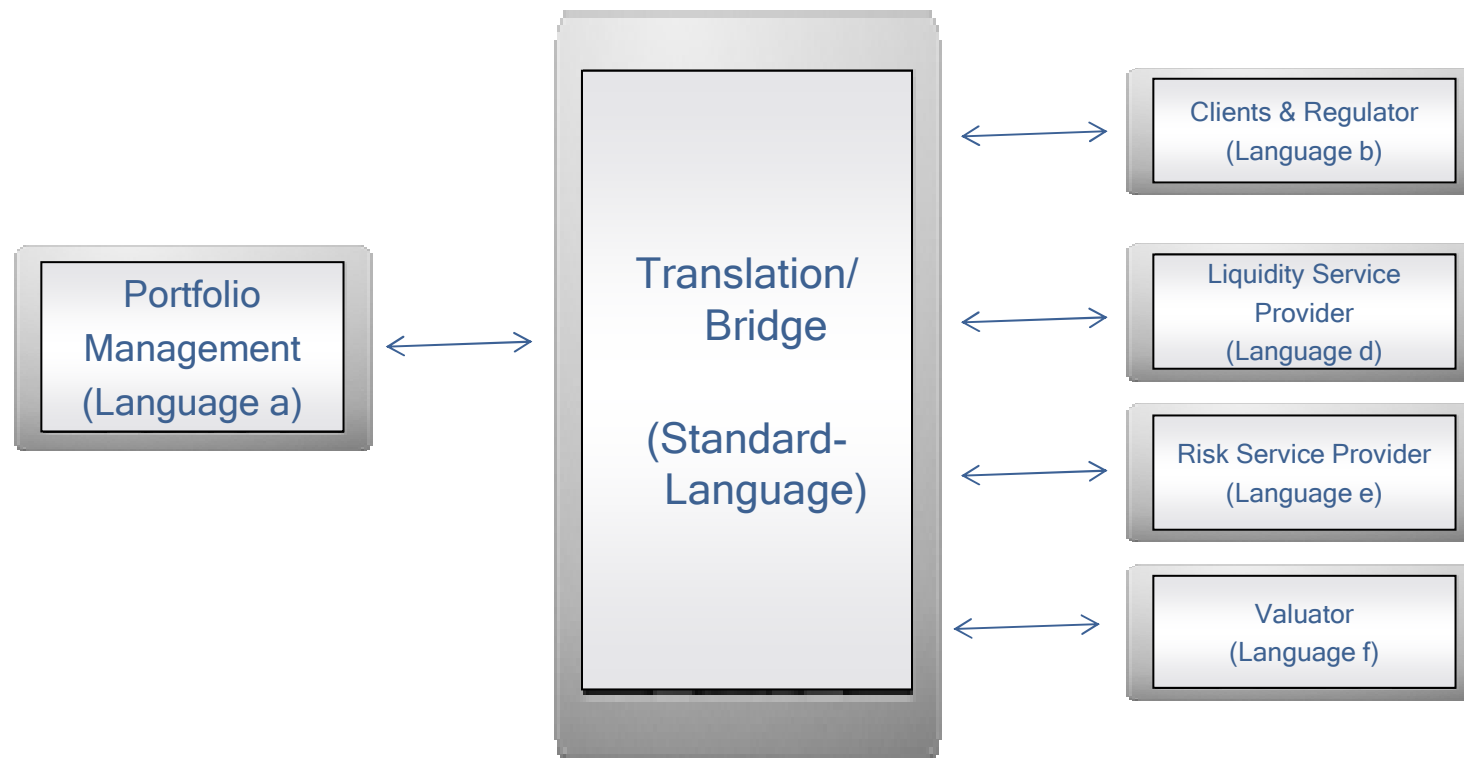 Portfolio
Management
(Language a)
Translation/
Bridge
(Standard-
Language)
Clients & Regulator
(Language b)
Liquidity Service
Provider
(Language d)
Risk Service Provider
(Language e)
Valuator
(Language f)